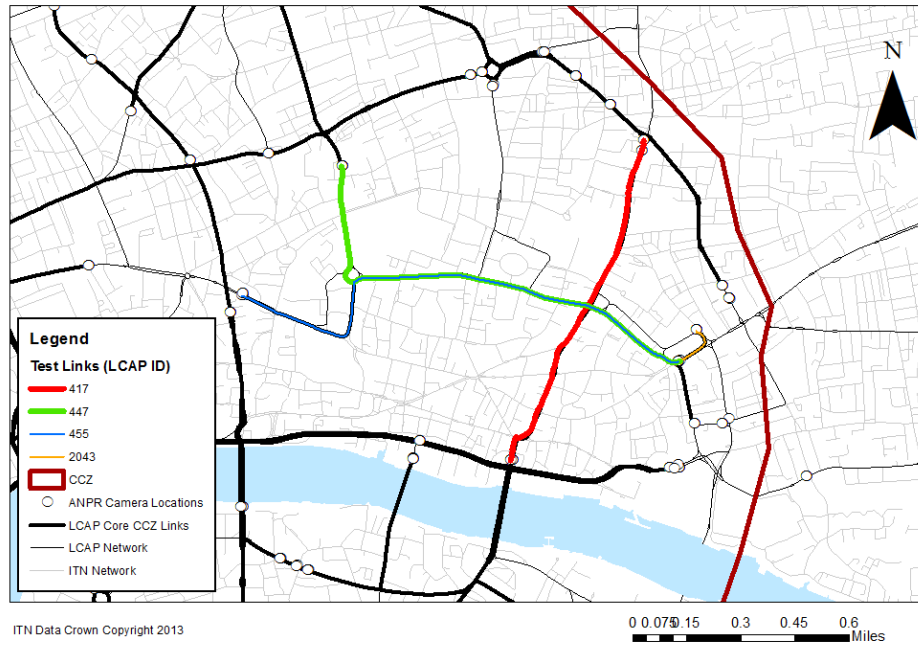 N
Legend
Test Links (LCAP ID)
417
447
455
2043
CCZ
ANPR Camera Locations
LCAP Core CCZ Links
LCAP Network
ITN Network
ITN Data Crown Copyright 2013
0 0.075 0.15 0.3 0.45 0.6
Miles